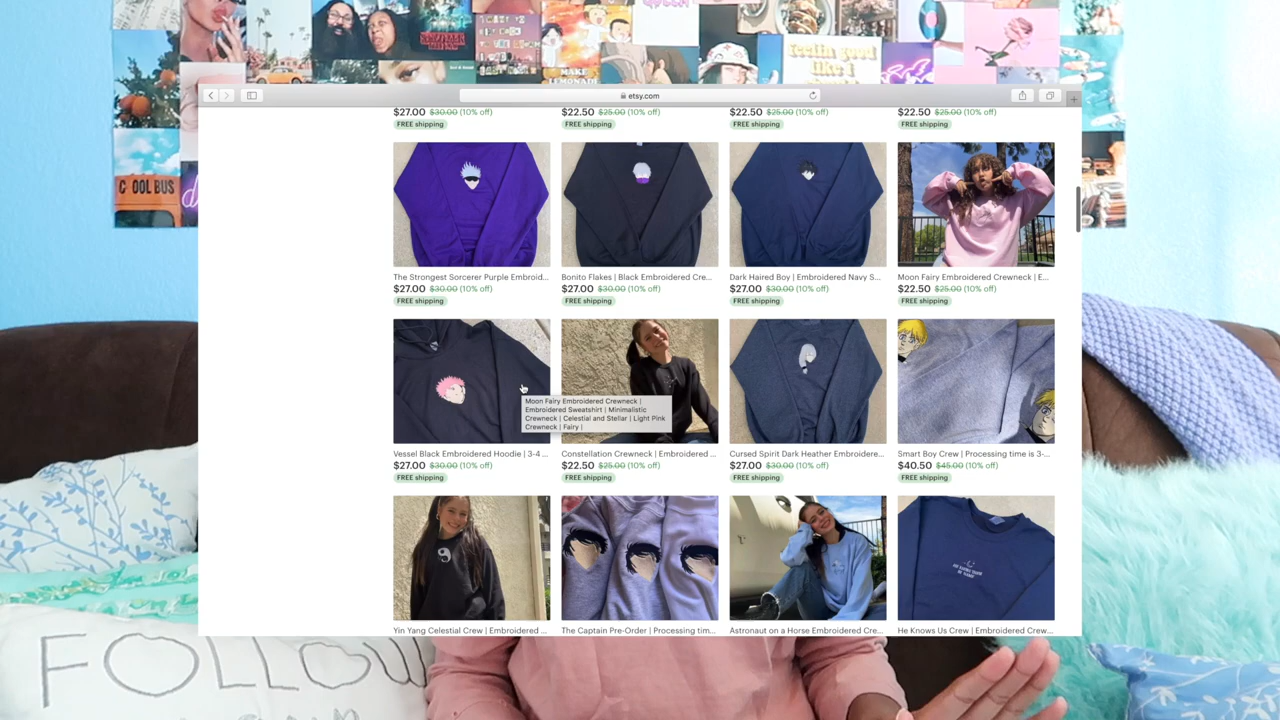 MAKE
LEMONADE
feelin' good
like i
C OOL BUS
etsy.com
$27.00 $30.00 (10% off)
$22.50 $25.00 (10% off)
$22.50 $25.00 (10% off)
$22.50 $25.00 (10% off)
FREE shipping
FREE shipping
FREE shipping
FREE shipping
The Strongest Sorcerer Purple Embroid...
Bonito Flakes | Black Embroidered Cre...
Dark Haired Boy | Embroidered Navy S...
Moon Fairy Embroidered Crewneck | E...
$27.00 $30.00 (10% off)
$27.00 $30.00 (10% off)
$27.00 $30.00 (10% off)
$22.50 $25.00 (10% off)
FREE shipping
FREE shipping
FREE shipping
FREE shipping
Moon Fairy Embroidered Crewneck |
Embroidered Sweatshirt | Minimalistic
Crewneck | Celestial and Stellar | Light Pink
Crewneck | Fairy |
Vessel Black Embroidered Hoodie | 3-4 ...
Constellation Crewneck | Embroidered ...
Cursed Spirit Dark Heather Embroidere...
Smart Boy Crew | Processing time is 3-...
$27.00 $30.00 (10% off)
$22.50 $25.00 (10% off)
$27.00 $30.00 (10% off)
$40.50 $45.00 (10% off)
FREE shipping
FREE shipping
FREE shipping
FREE shipping
Yin Yang Celestial Crew | Embroidered ...
The Captain Pre-Order | Processing tim...
Astronaut on a Horse Embroidered Cre...
He Knows Us Crew | Embroidered Crew...
FOLLOW